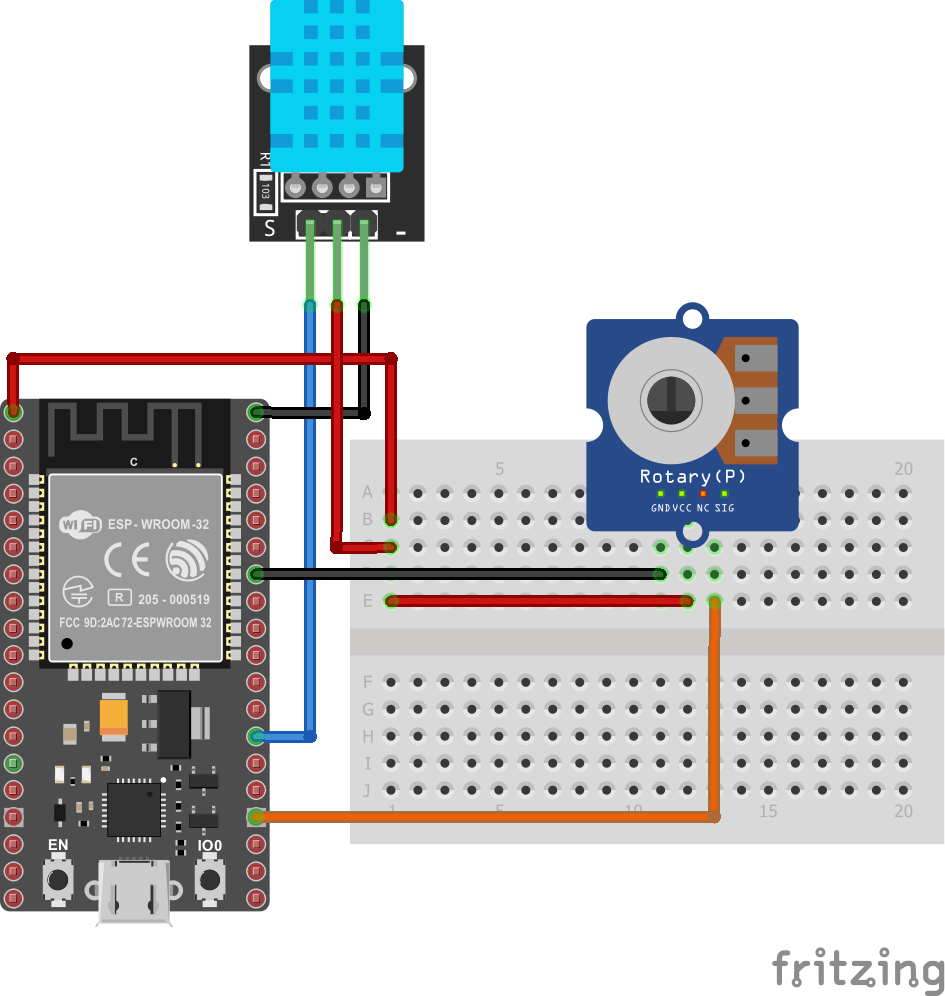 R1
103
S
-
C
WiFi
ESP - WROOM-32
CE
R 205 - 000519
FCC 9D:2AC72-ESPWROOM 32
EN
IO0
Rotary(P)
GND VCC NC SIG
5
20
A
B
C
E
F
G
H
I
J
1
5
10
15
20
fritzing